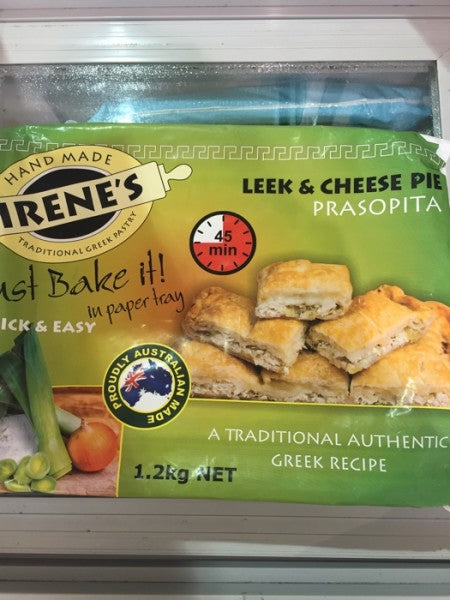 HAND MADE
IRENE'S
TRADITIONAL GREEK PASTRY
LEEK & CHEESE PIE
PRASOPITA
45
min
ust Bake it!
in paper tray
ICK & EASY
PROUDLY AUSTRALIAN MADE
A TRADITIONAL AUTHENTIC
GREEK RECIPE
1.2kg NET